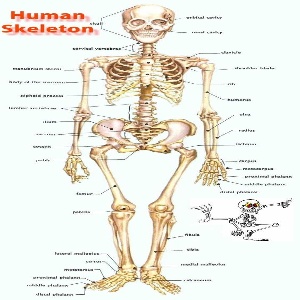 Human
Skeleton
skull
orbital cavity
nasal cavity
cervical vertebrae
clavicle
manubrium sterni
shoulder blade
body of the sternum
rib
xiphoid process
humerus
lumbar vertebrae
ilium
ulna
radius
sacrum
ischium
pubis
carpus
metacarpus
proximal phalanx
middle phalanx
distal phalanx
femur
patella
fibula
tibia
lateral malleolus
medial malleolus
tarsus
metatarsus
proximal phalanx
middle phalanx
distal phalanx
calcaneum